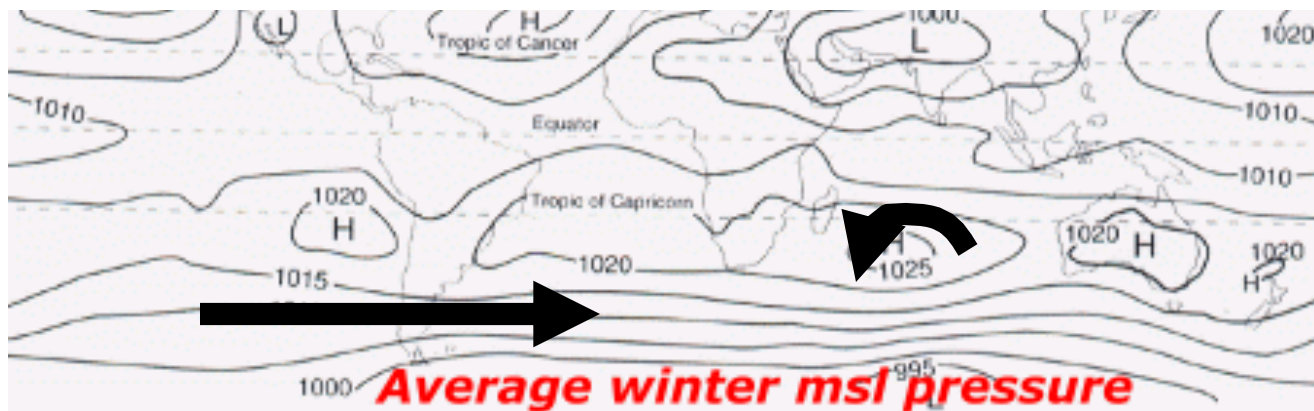 L
H
1000
L
1020
Tropic of Cancer
1010
1010
Equator
1010
1020
H
Tropic of Capricorn
H
1025
1020
H
1020
H
1015
1020
1000
995
Average winter msl pressure